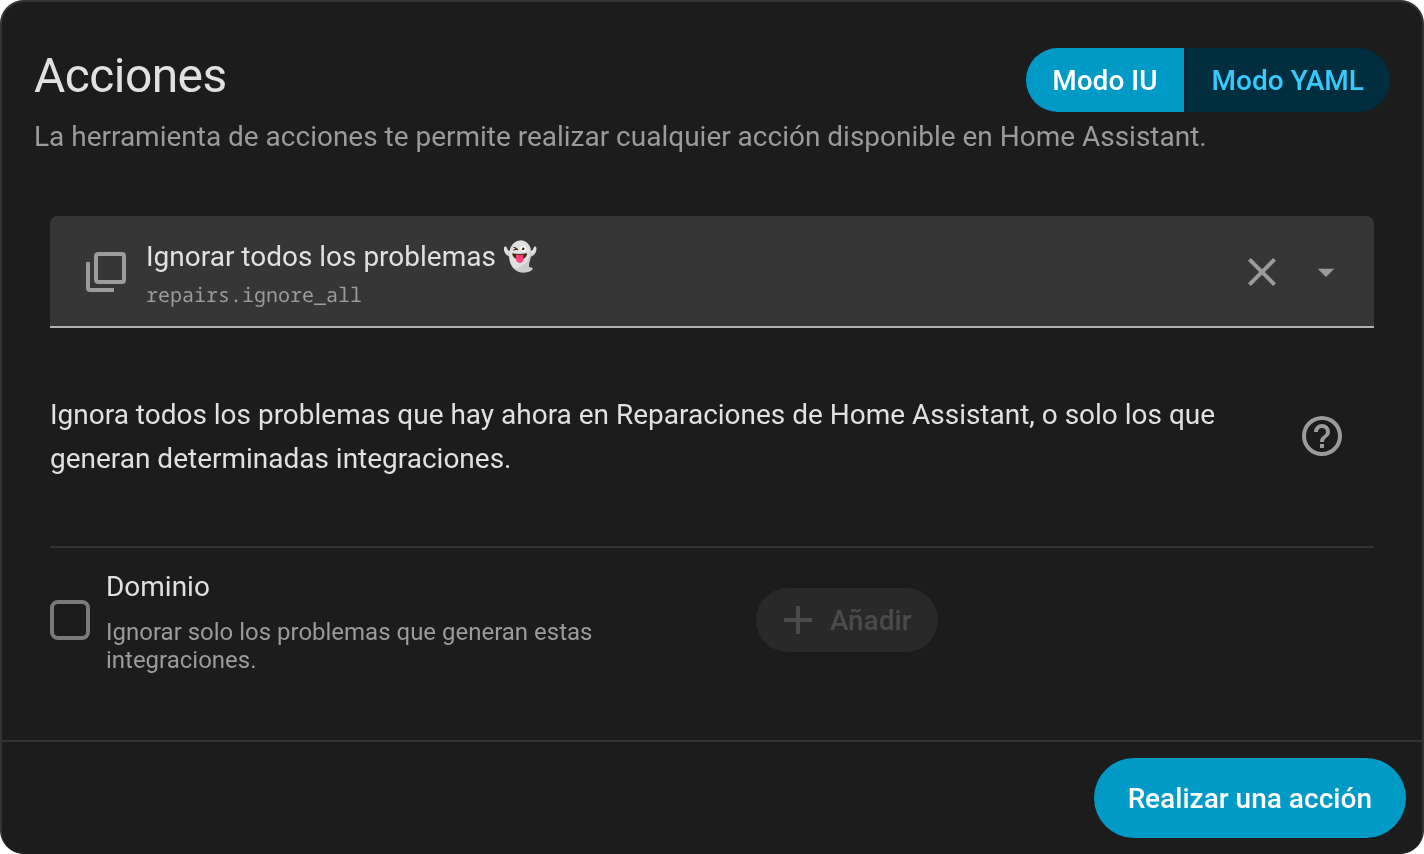 Acciones
Modo IU
Modo YAML
La herramienta de acciones te permite realizar cualquier acción disponible en Home Assistant.
Ignorar todos los problemas 👻
repairs.ignore_all
Ignora todos los problemas que hay ahora en Reparaciones de Home Assistant, o solo los que
generan determinadas integraciones.
Dominio
Ignorar solo los problemas que generan estas
integraciones.
Añadir
Realizar una acción